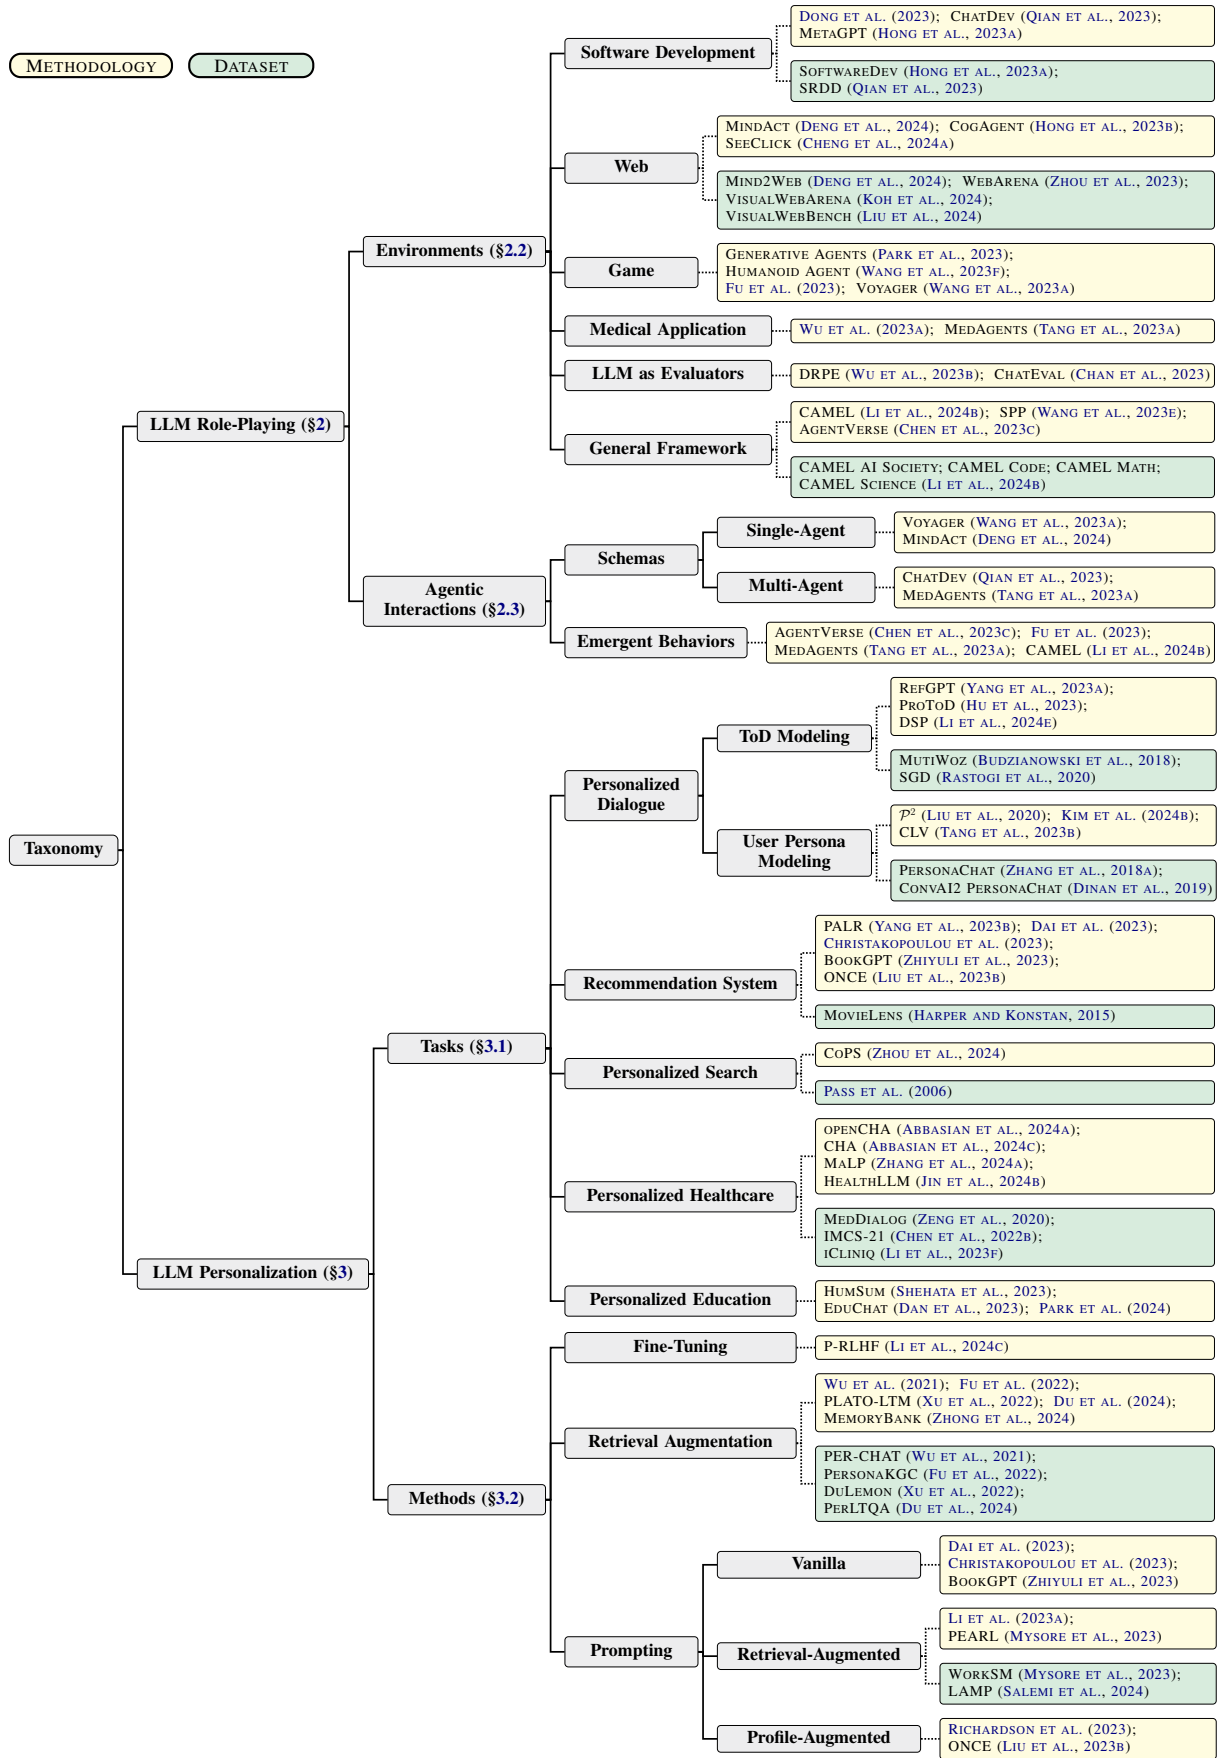 METHODOLOGY
DATASET
Taxonomy
LLM Role-Playing (§2)
Environments (§2.2)
Software Development
DONG ET AL. (2023); CHATDEV (QIAN ET AL., 2023);
METAGPT (HONG ET AL., 2023A)
SOFTWAREDEV (HONG ET AL., 2023A);
SRDD (QIAN ET AL., 2023)
Web
MINDACT (DENG ET AL., 2024); COGAGENT (HONG ET AL., 2023B);
SEECLICK (CHENG ET AL., 2024A)
MIND2WEB (DENG ET AL., 2024); WEBARENA (ZHOU ET AL., 2023);
VISUALWEBARENA (KOH ET AL., 2024);
VISUALWEBBENCH (LIU ET AL., 2024)
Game
GENERATIVE AGENTS (PARK ET AL., 2023);
HUMANOID AGENT (WANG ET AL., 2023F);
FU ET AL. (2023); VOYAGER (WANG ET AL., 2023A)
Medical Application
WU ET AL. (2023A); MEDAGENTS (TANG ET AL., 2023A)
LLM as Evaluators
DRPE (WU ET AL., 2023B); CHATEVAL (CHAN ET AL., 2023)
General Framework
CAMEL (LI ET AL., 2024B); SPP (WANG ET AL., 2023E);
AGENTVERSE (CHEN ET AL., 2023C)
CAMEL AI SOCIETY; CAMEL CODE; CAMEL MATH;
CAMEL SCIENCE (LI ET AL., 2024B)
Agentic
Interactions (§2.3)
Schemas
Single-Agent
VOYAGER (WANG ET AL., 2023A);
MINDACT (DENG ET AL., 2024)
Multi-Agent
CHATDEV (QIAN ET AL., 2023);
MEDAGENTS (TANG ET AL., 2023A)
Emergent Behaviors
AGENTVERSE (CHEN ET AL., 2023C); FU ET AL. (2023);
MEDAGENTS (TANG ET AL., 2023A); CAMEL (LI ET AL., 2024B)
LLM Personalization (§3)
Tasks (§3.1)
Personalized
Dialogue
ToD Modeling
REFGPT (YANG ET AL., 2023A);
PROTOD (HU ET AL., 2023);
DSP (LI ET AL., 2024E)
MUTIWOZ (BUDZIANOWSKI ET AL., 2018);
SGD (RASTOGI ET AL., 2020)
User Persona
Modeling
𝒫² (LIU ET AL., 2020); KIM ET AL. (2024B);
CLV (TANG ET AL., 2023B)
PERSONACHAT (ZHANG ET AL., 2018A);
CONVAI2 PERSONACHAT (DINAN ET AL., 2019)
Recommendation System
PALR (YANG ET AL., 2023B); DAI ET AL. (2023);
CHRISTAKOPOULOU ET AL. (2023);
BOOKGPT (ZHIYULI ET AL., 2023);
ONCE (LIU ET AL., 2023B)
MOVIELENS (HARPER AND KONSTAN, 2015)
Personalized Search
COPS (ZHOU ET AL., 2024)
PASS ET AL. (2006)
Personalized Healthcare
OPENCHA (ABBASIAN ET AL., 2024A);
CHA (ABBASIAN ET AL., 2024C);
MALP (ZHANG ET AL., 2024A);
HEALTHLLM (JIN ET AL., 2024B)
MEDDIALOG (ZENG ET AL., 2020);
IMCS-21 (CHEN ET AL., 2022B);
ICLINIQ (LI ET AL., 2023F)
Personalized Education
HUMSUM (SHEHATA ET AL., 2023);
EDUCHAT (DAN ET AL., 2023); PARK ET AL. (2024)
Methods (§3.2)
Fine-Tuning
P-RLHF (LI ET AL., 2024C)
Retrieval Augmentation
WU ET AL. (2021); FU ET AL. (2022);
PLATO-LTM (XU ET AL., 2022); DU ET AL. (2024);
MEMORYBANK (ZHONG ET AL., 2024)
PER-CHAT (WU ET AL., 2021);
PERSONAKGC (FU ET AL., 2022);
DULEMON (XU ET AL., 2022);
PERLTQA (DU ET AL., 2024)
Prompting
Vanilla
DAI ET AL. (2023);
CHRISTAKOPOULOU ET AL. (2023);
BOOKGPT (ZHIYULI ET AL., 2023)
Retrieval-Augmented
LI ET AL. (2023A);
PEARL (MYSORE ET AL., 2023)
WORKSM (MYSORE ET AL., 2023);
LAMP (SALEMI ET AL., 2024)
Profile-Augmented
RICHARDSON ET AL. (2023);
ONCE (LIU ET AL., 2023B)